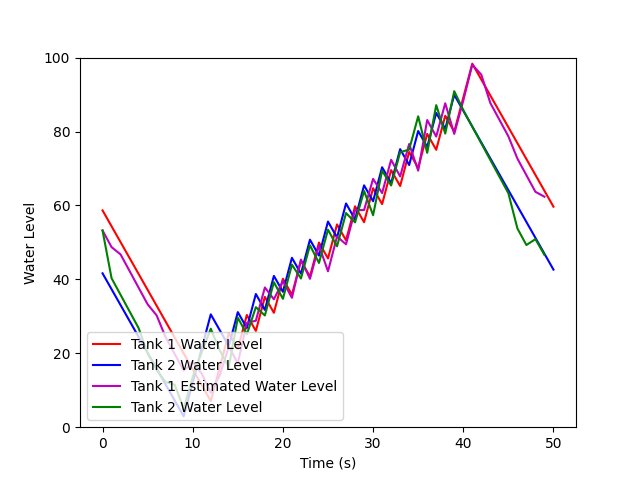 100
80
60
40
20
0
Water Level
Tank 1 Water Level
Tank 2 Water Level
Tank 1 Estimated Water Level
Tank 2 Water Level
0 10 20 30 40 50
Time (s)